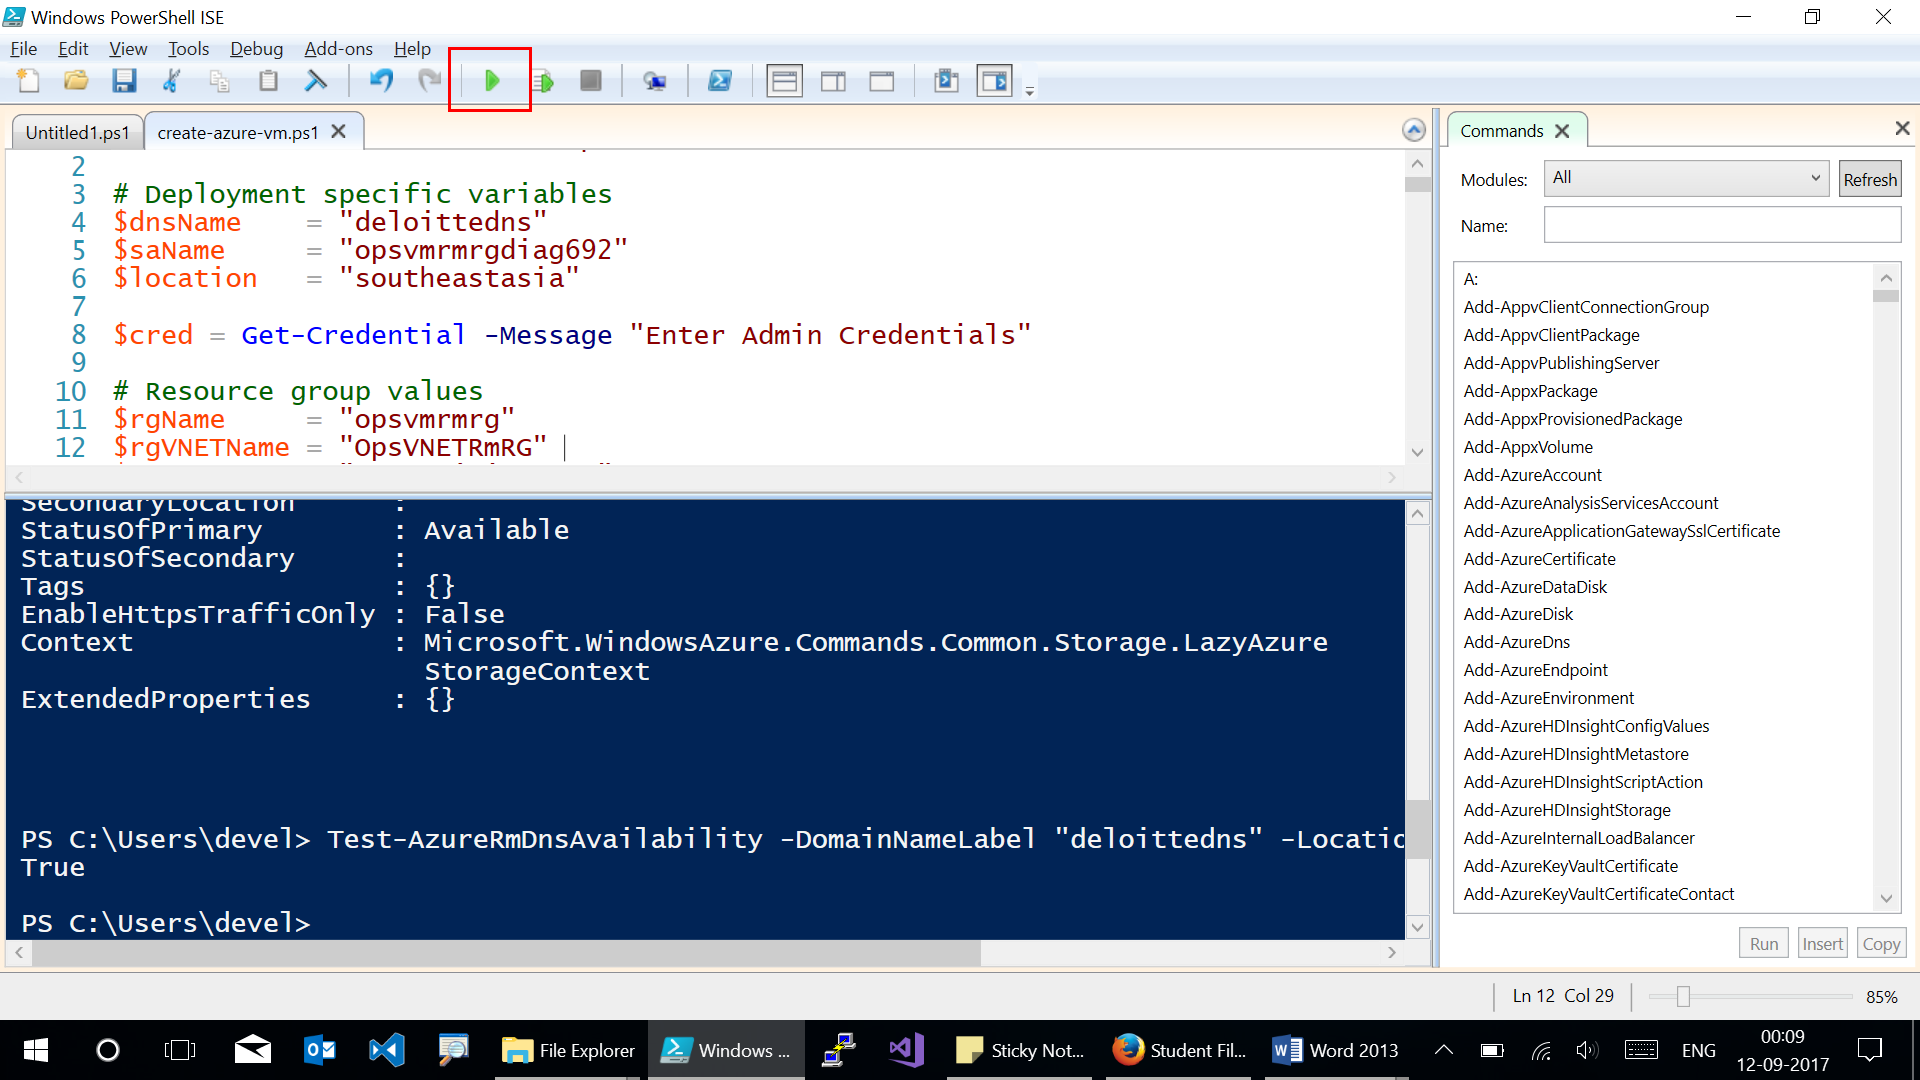 Windows PowerShell ISE
File Edit View Tools Debug Add-ons Help
Untitled1.ps1
create-azure-vm.ps1
2
3 # Deployment specific variables
4 $dnsName = "deloittedns"
5 $saName = "opsvmrmrgdiag692"
6 $location = "southeastasia"
7
8 $cred = Get-Credential -Message "Enter Admin Credentials"
9
10 # Resource group values
11 $rgName = "opsvmrmrg"
12 $rgVNETName = "OpsVNETRmRG"
SecondaryLocation :
StatusOfPrimary : Available
StatusOfSecondary :
Tags : {}
EnableHttpsTrafficOnly : False
Context : Microsoft.WindowsAzure.Commands.Common.Storage.LazyAzure
StorageContext
ExtendedProperties : {}
PS C:\Users\devel> Test-AzureRmDnsAvailability -DomainNameLabel "deloittedns" -Locatio
True
PS C:\Users\devel>
Commands
Modules: All Refresh
Name:
A:
Add-AppvClientConnectionGroup
Add-AppvClientPackage
Add-AppvPublishingServer
Add-AppxPackage
Add-AppxProvisionedPackage
Add-AppxVolume
Add-AzureAccount
Add-AzureAnalysisServicesAccount
Add-AzureApplicationGatewaySslCertificate
Add-AzureCertificate
Add-AzureDataDisk
Add-AzureDisk
Add-AzureDns
Add-AzureEndpoint
Add-AzureEnvironment
Add-AzureHDInsightConfigValues
Add-AzureHDInsightMetastore
Add-AzureHDInsightScriptAction
Add-AzureHDInsightStorage
Add-AzureInternalLoadBalancer
Add-AzureKeyVaultCertificate
Add-AzureKeyVaultCertificateContact
Run Insert Copy
Ln 12 Col 29
85%
File Explorer
Windows ...
Sticky Not...
Student Fil...
Word 2013
ENG
00:09
12-09-2017